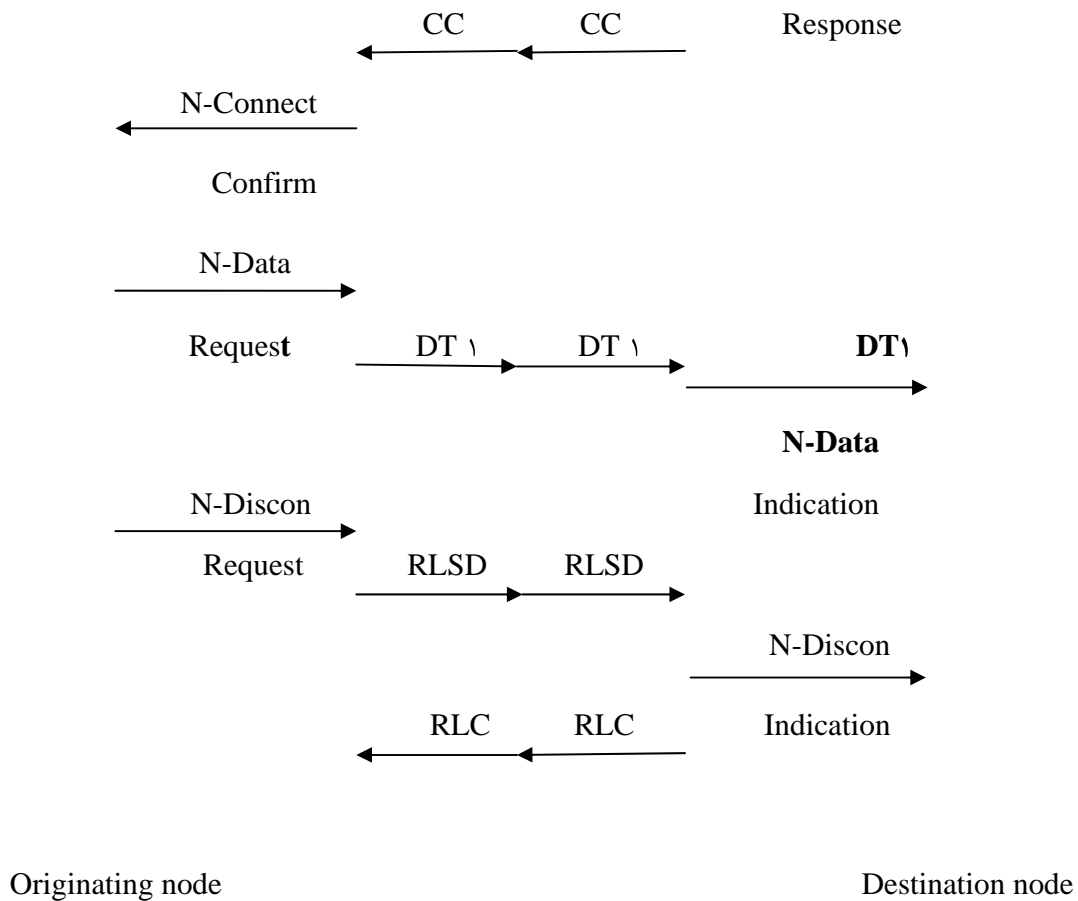 CC CC Response
N-Connect
Confirm
N-Data
Request DT ١ DT ١ DT١
N-Data
N-Discon Indication
Request RLSD RLSD
N-Discon
RLC RLC Indication
Originating node Destination node